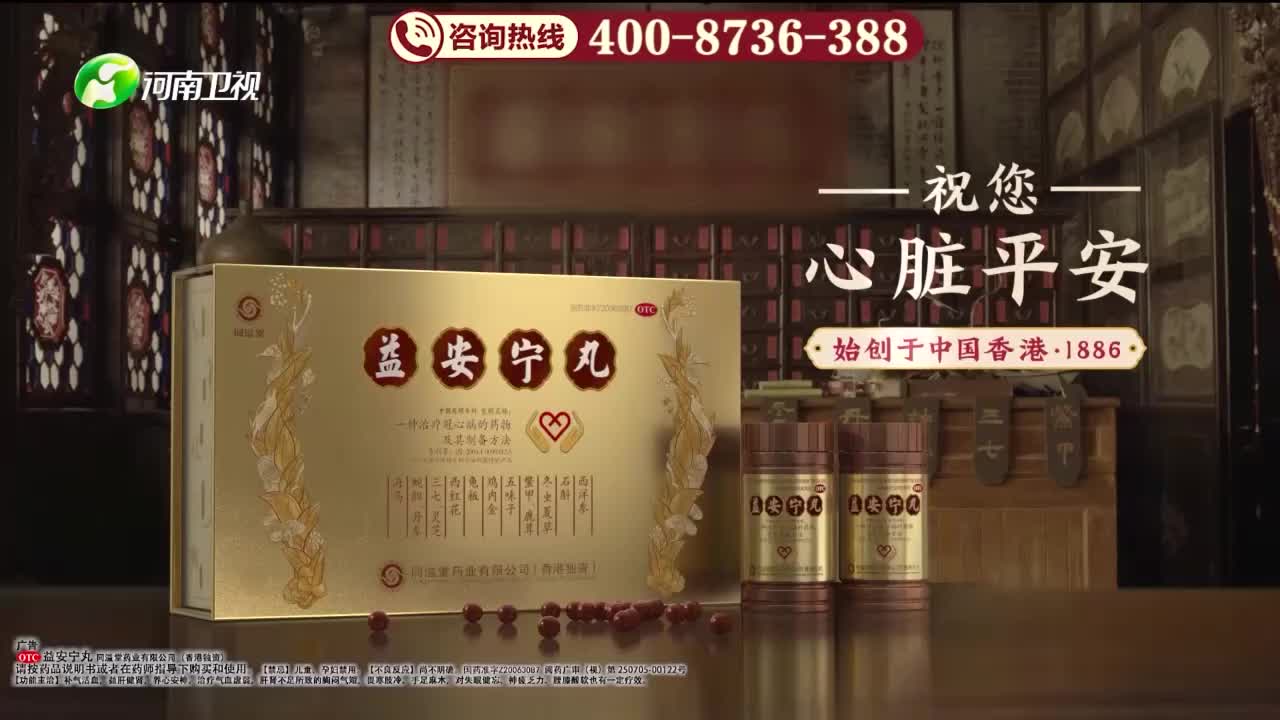 咨询热线 400-8736-388
河南卫视
祝您
心脏平安
始创于中国香港·1886
同溢堂
OTC
益安宁丸
一种治疗冠心病的药物
及其制备方法
西洋参
石斛
冬虫夏草
鳖甲 鹿茸
五味子
鸡内金
龟板
西红花
三七 灵芝
蛇胆 丹参
海马
同溢堂药业有限公司(香港独资)
益安宁丸
益安宁丸
三七
广告
OTC 益安宁丸 同溢堂药业有限公司 (香港独资)
请按药品说明书或者在药师指导下购买和使用 【禁忌】儿童、孕妇禁用。【不良反应】尚不明确。国药准字Z20063087 闽药广审(视)第250705-00122号
【功能主治】补气活血，益肝健肾，养心安神。治疗气血虚弱，肝肾不足所致的胸闷气短，畏寒肢冷，手足麻木，对失眠健忘，神疲乏力，腰膝酸软也有一定疗效。